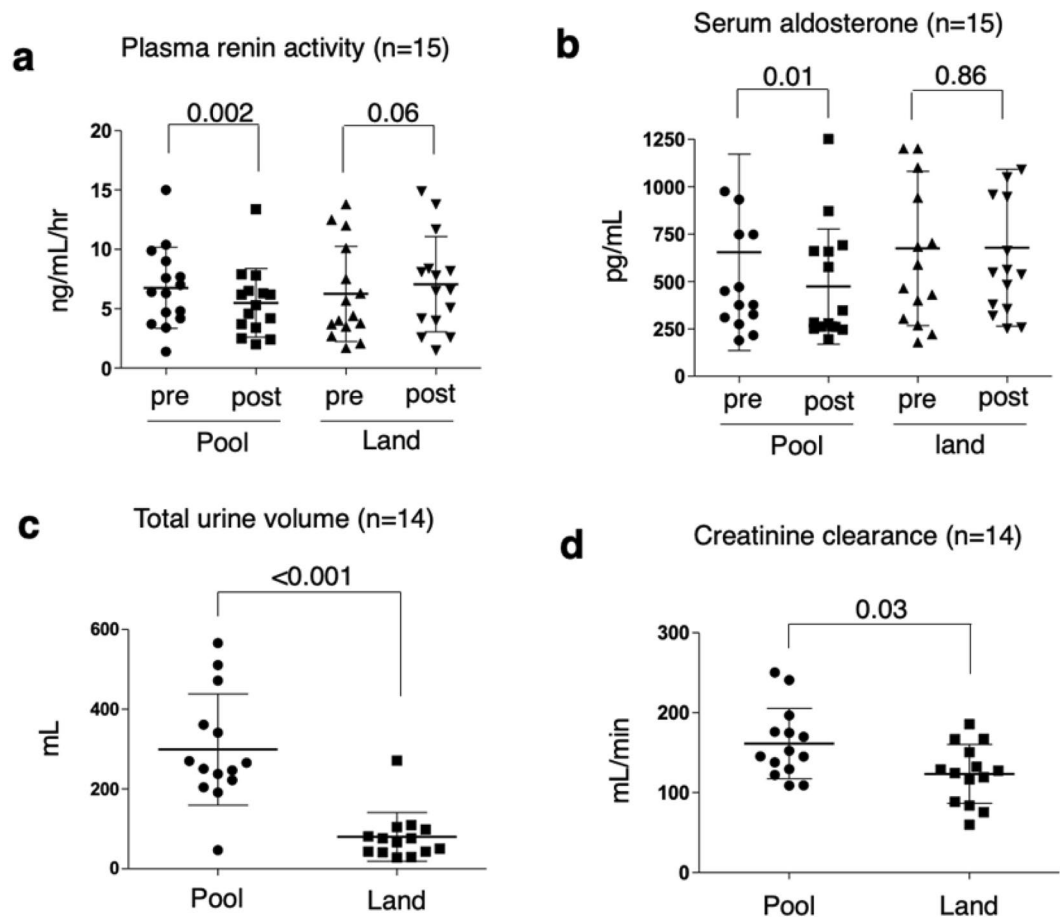 a
Plasma renin activity (n=15)
0.002
0.06
20
15
10
5
0
ng/mL/hr
pre
post
pre
post
Pool
Land
b
Serum aldosterone (n=15)
0.01
0.86
1250
1000
750
500
250
0
pg/mL
pre
post
pre
post
Pool
land
c
Total urine volume (n=14)
<0.001
600
400
200
0
mL
Pool
Land
d
Creatinine clearance (n=14)
0.03
300
200
100
0
mL/min
Pool
Land